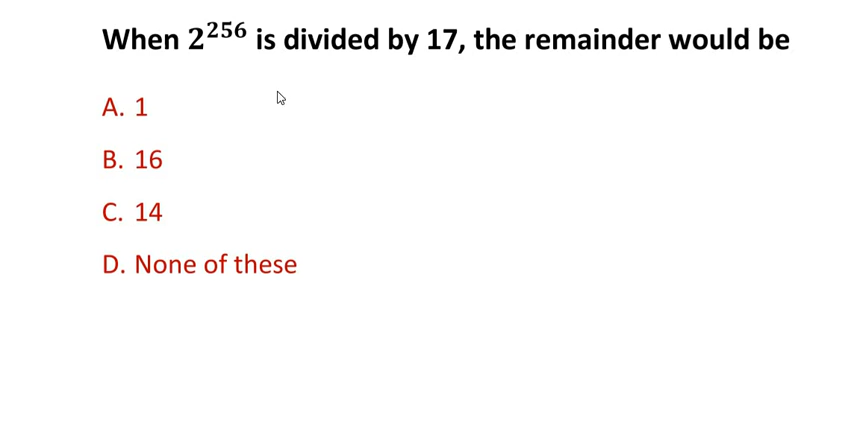 When 2²⁵⁶ is divided by 17, the remainder would be
A. 1
B. 16
C. 14
D. None of these